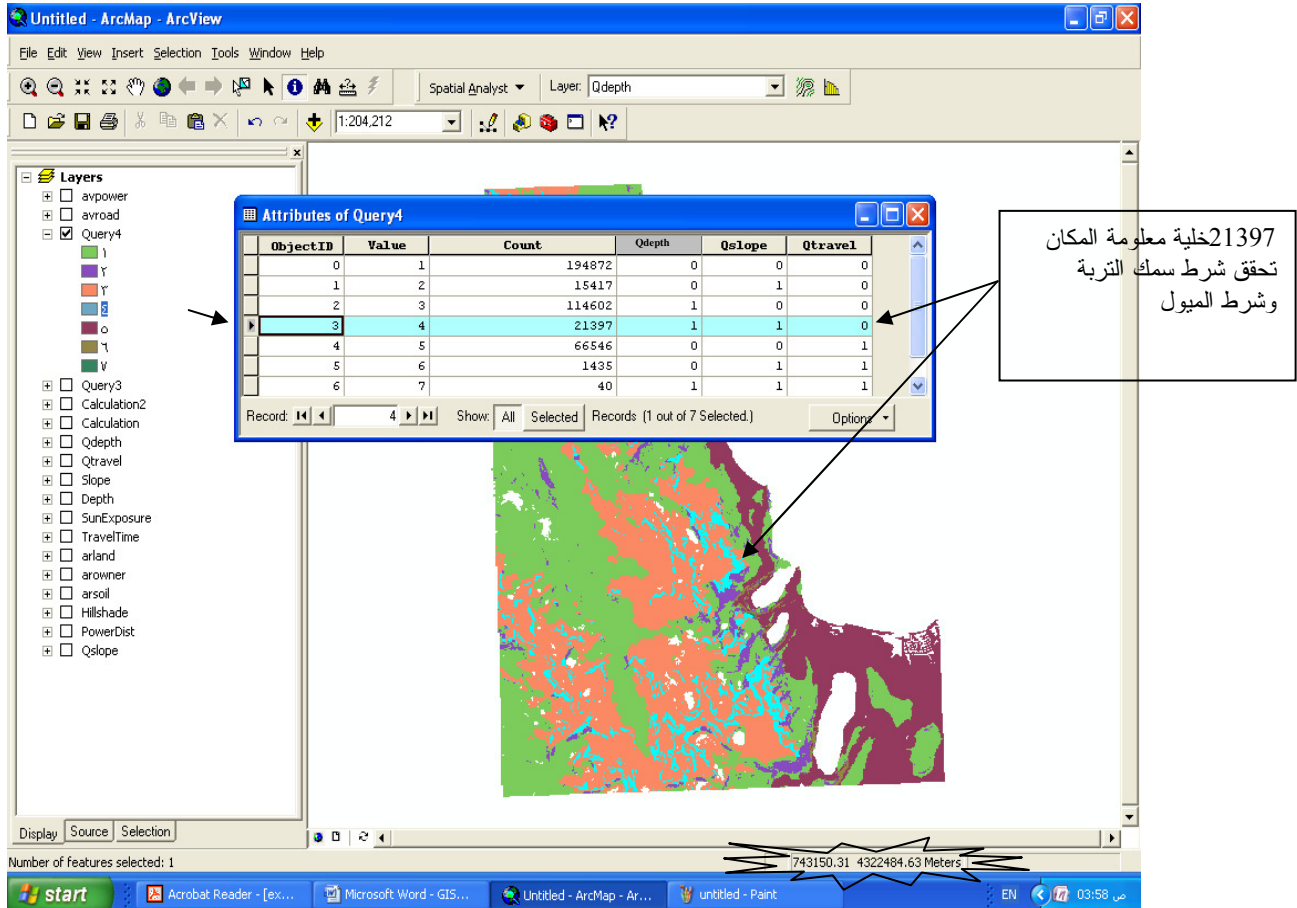 Untitled - ArcMap - ArcView
File Edit View Insert Selection Tools Window Help
Spatial Analyst Layer: Qdepth
1:204,212
Layers
avpower
avroad
Query4
١
٢
٣
٤
٥
٦
٧
Query3
Calculation2
Calculation
Qdepth
Qtravel
Slope
Depth
SunExposure
TravelTime
arland
arowner
arsoil
Hillshade
PowerDist
Qslope
Attributes of Query4
ObjectID Value Count Qdepth Qslope Qtravel
0 1 194872 0 0 0
1 2 15417 0 1 0
2 3 114602 1 0 0
3 4 21397 1 1 0
4 5 66546 0 0 1
5 6 1435 0 1 1
6 7 40 1 1 1
Record: 4 Show: All Selected Records (1 out of 7 Selected.) Options
21397خلية معلومة المكان
تحقق شرط سمك التربة
وشرط الميول
Display Source Selection
Number of features selected: 1
743150.31 4322484.63 Meters
start Acrobat Reader - [ex... Microsoft Word - GIS... Untitled - ArcMap - Ar... untitled - Paint EN 03:58 ص